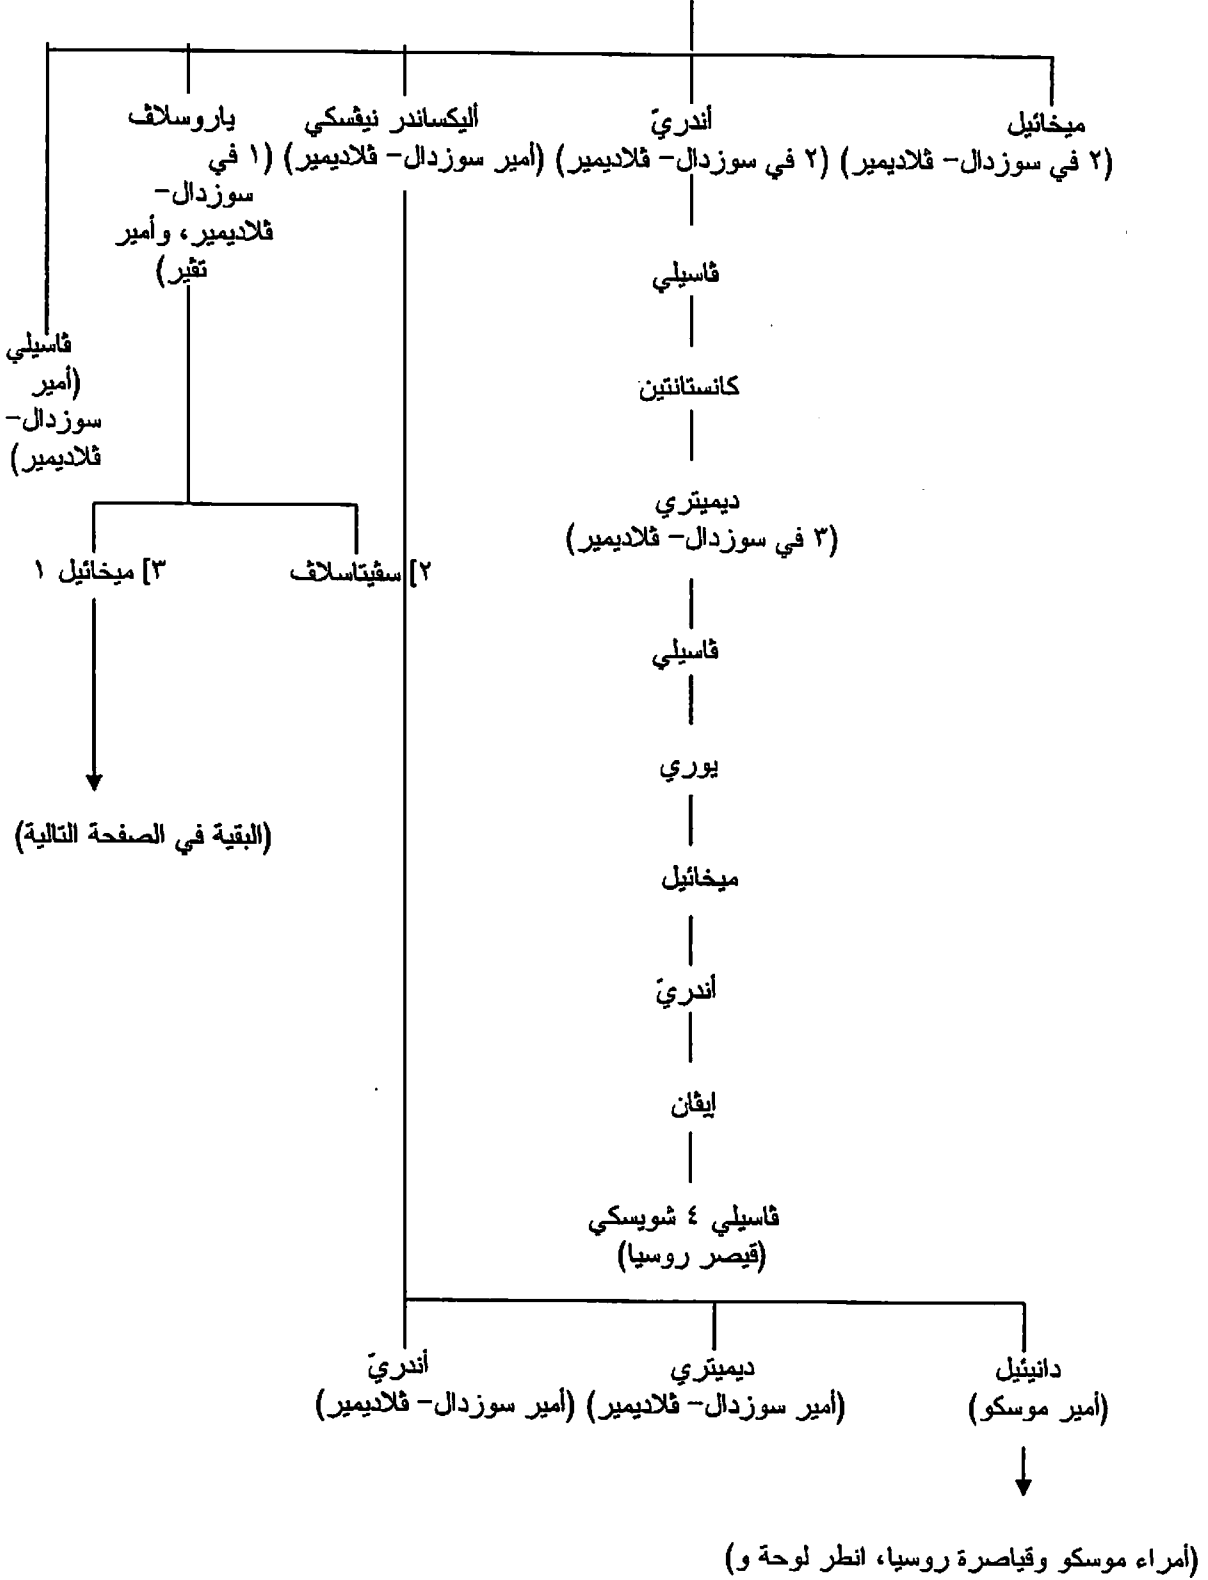 ميخائيل
(٢ في سوزدال– ڤلاديمير)
أندريّ
(٢ في سوزدال– ڤلاديمير)
أليكساندر نيڤسكي
(أمير سوزدال– ڤلاديمير)
ياروسلاڤ
(١ في
سوزدال–
ڤلاديمير، وأمير
تڤير)
ڤاسيلي
(أمير
سوزدال–
ڤلاديمير)
ڤاسيلي
كانستانتين
ديميتري
(٣ في سوزدال– ڤلاديمير)
٢] سڤيتاسلاڤ
٣] ميخائيل ١
ڤاسيلي
يوري
(البقية في الصفحة التالية)
ميخائيل
أندريّ
إيڤان
ڤاسيلي ٤ شويسكي
(قيصر روسيا)
دانيئيل
(أمير موسكو)
ديميتري
(أمير سوزدال– ڤلاديمير)
أندريّ
(أمير سوزدال– ڤلاديمير)
(أمراء موسكو وقياصرة روسيا، انظر لوحة و)